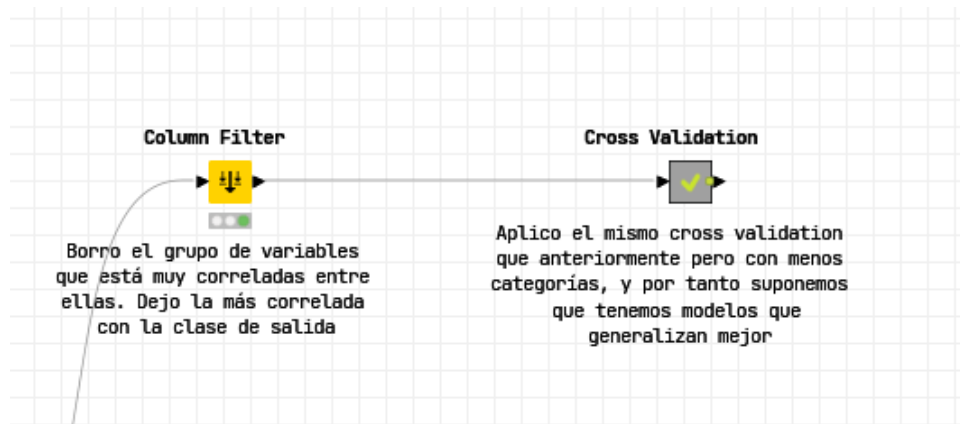 Column Filter
Borro el grupo de variables
que está muy correladas entre
ellas. Dejo la más correlada
con la clase de salida
Cross Validation
Aplico el mismo cross validation
que anteriormente pero con menos
categorías, y por tanto suponemos
que tenemos modelos que
generalizan mejor